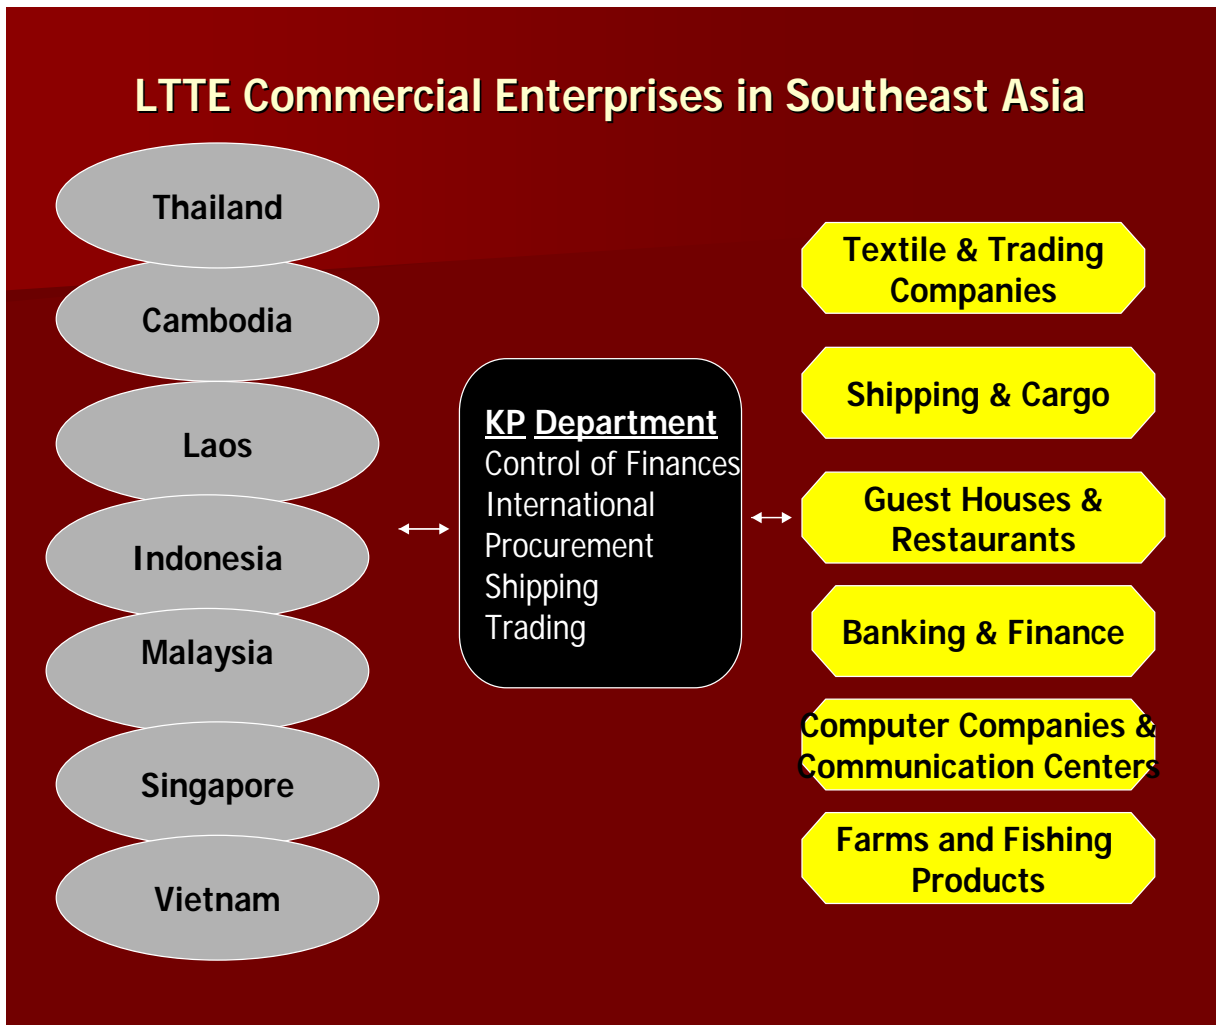 LTTE Commercial Enterprises in Southeast Asia
Thailand
Cambodia
Laos
Indonesia
Malaysia
Singapore
Vietnam
KP Department
Control of Finances
International
Procurement
Shipping
Trading
Textile & Trading
Companies
Shipping & Cargo
Guest Houses &
Restaurants
Banking & Finance
Computer Companies &
Communication Centers
Farms and Fishing
Products